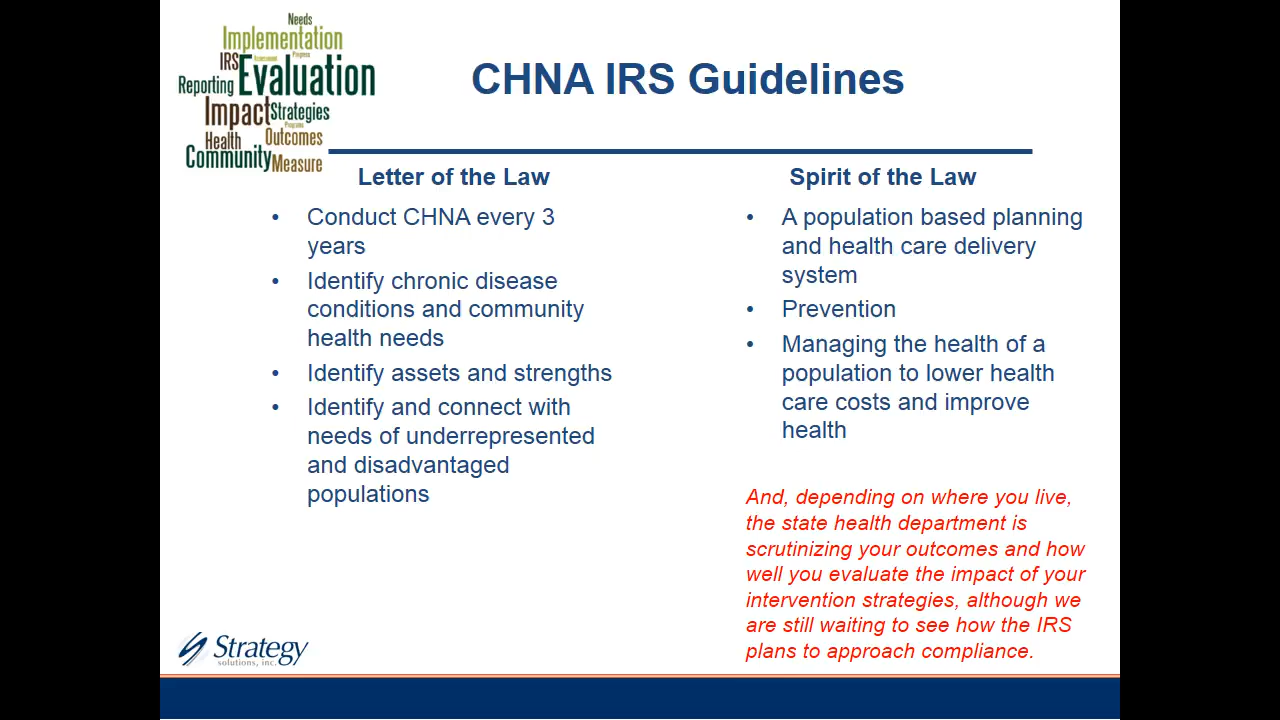 Needs
Implementation
IRS
Assessment
Progress
Reporting
Evaluation
Impact
Strategies
Programs
Health
Outcomes
Community
Measure
CHNA IRS Guidelines
Letter of the Law
• Conduct CHNA every 3
years
• Identify chronic disease
conditions and community
health needs
• Identify assets and strengths
• Identify and connect with
needs of underrepresented
and disadvantaged
populations
Spirit of the Law
• A population based planning
and health care delivery
system
• Prevention
• Managing the health of a
population to lower health
care costs and improve
health
And, depending on where you live,
the state health department is
scrutinizing your outcomes and how
well you evaluate the impact of your
intervention strategies, although we
are still waiting to see how the IRS
plans to approach compliance.
Strategy
solutions, inc.